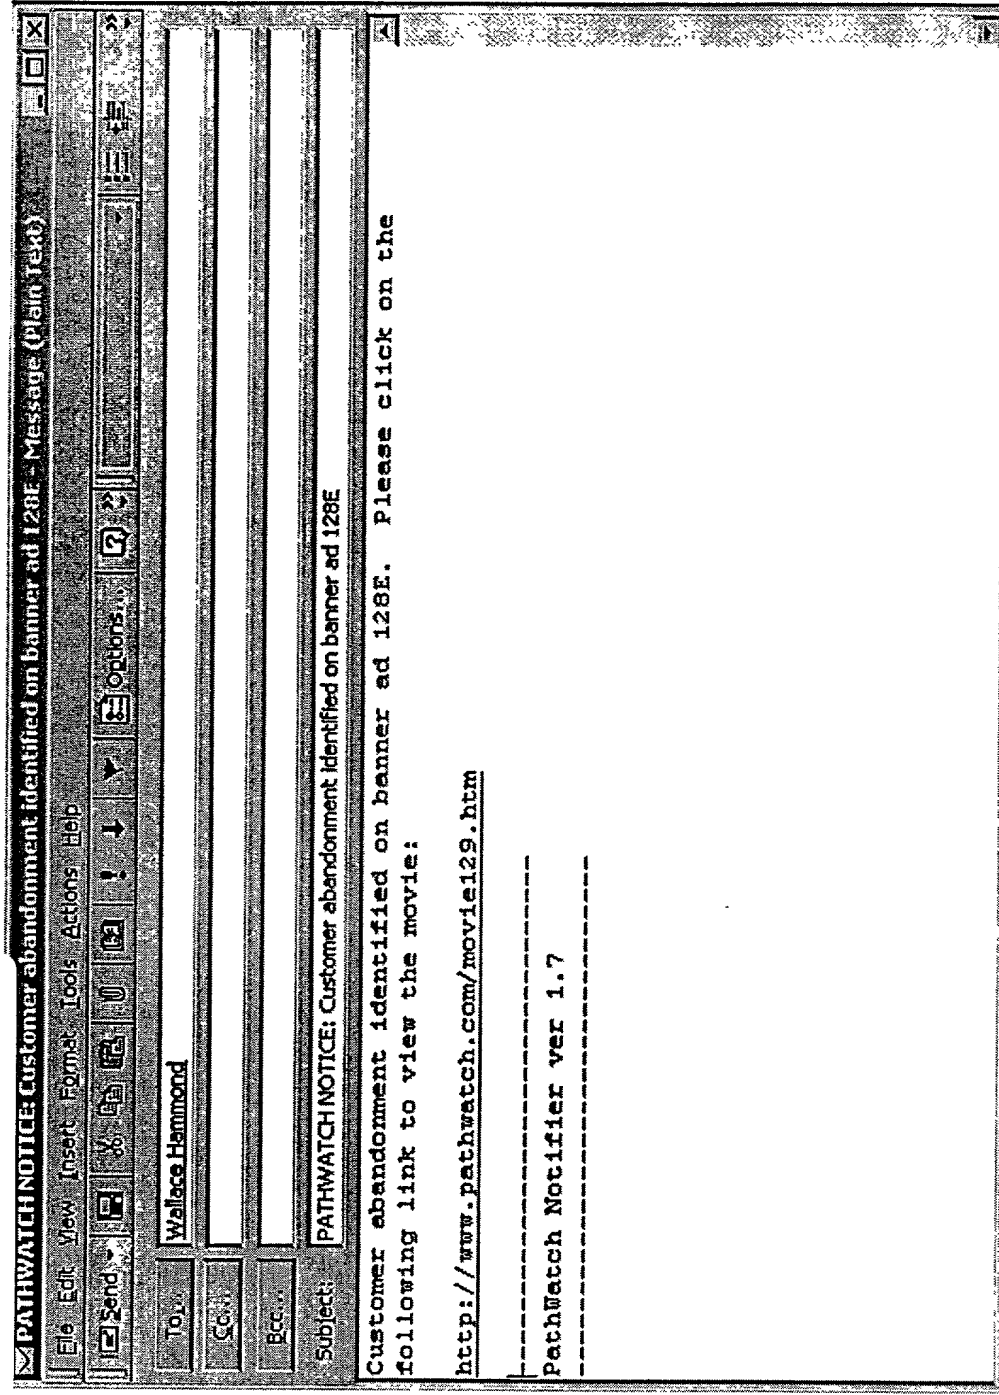 PATHWATCH NOTICE: Customer abandonment identified on banner ad 128E - Message (Plain Text)
File Edit View Insert Format Tools Actions Help
Send Options...
To... Wallace Hammond
Cc...
Bcc...
Subject: PATHWATCH NOTICE: Customer abandonment identified on banner ad 128E
Customer abandonment identified on banner ad 128E. Please click on the
following link to view the movie:
http://www.pathwatch.com/movie129.htm
--------------------------------
PathWatch Notifier ver 1.7
--------------------------------